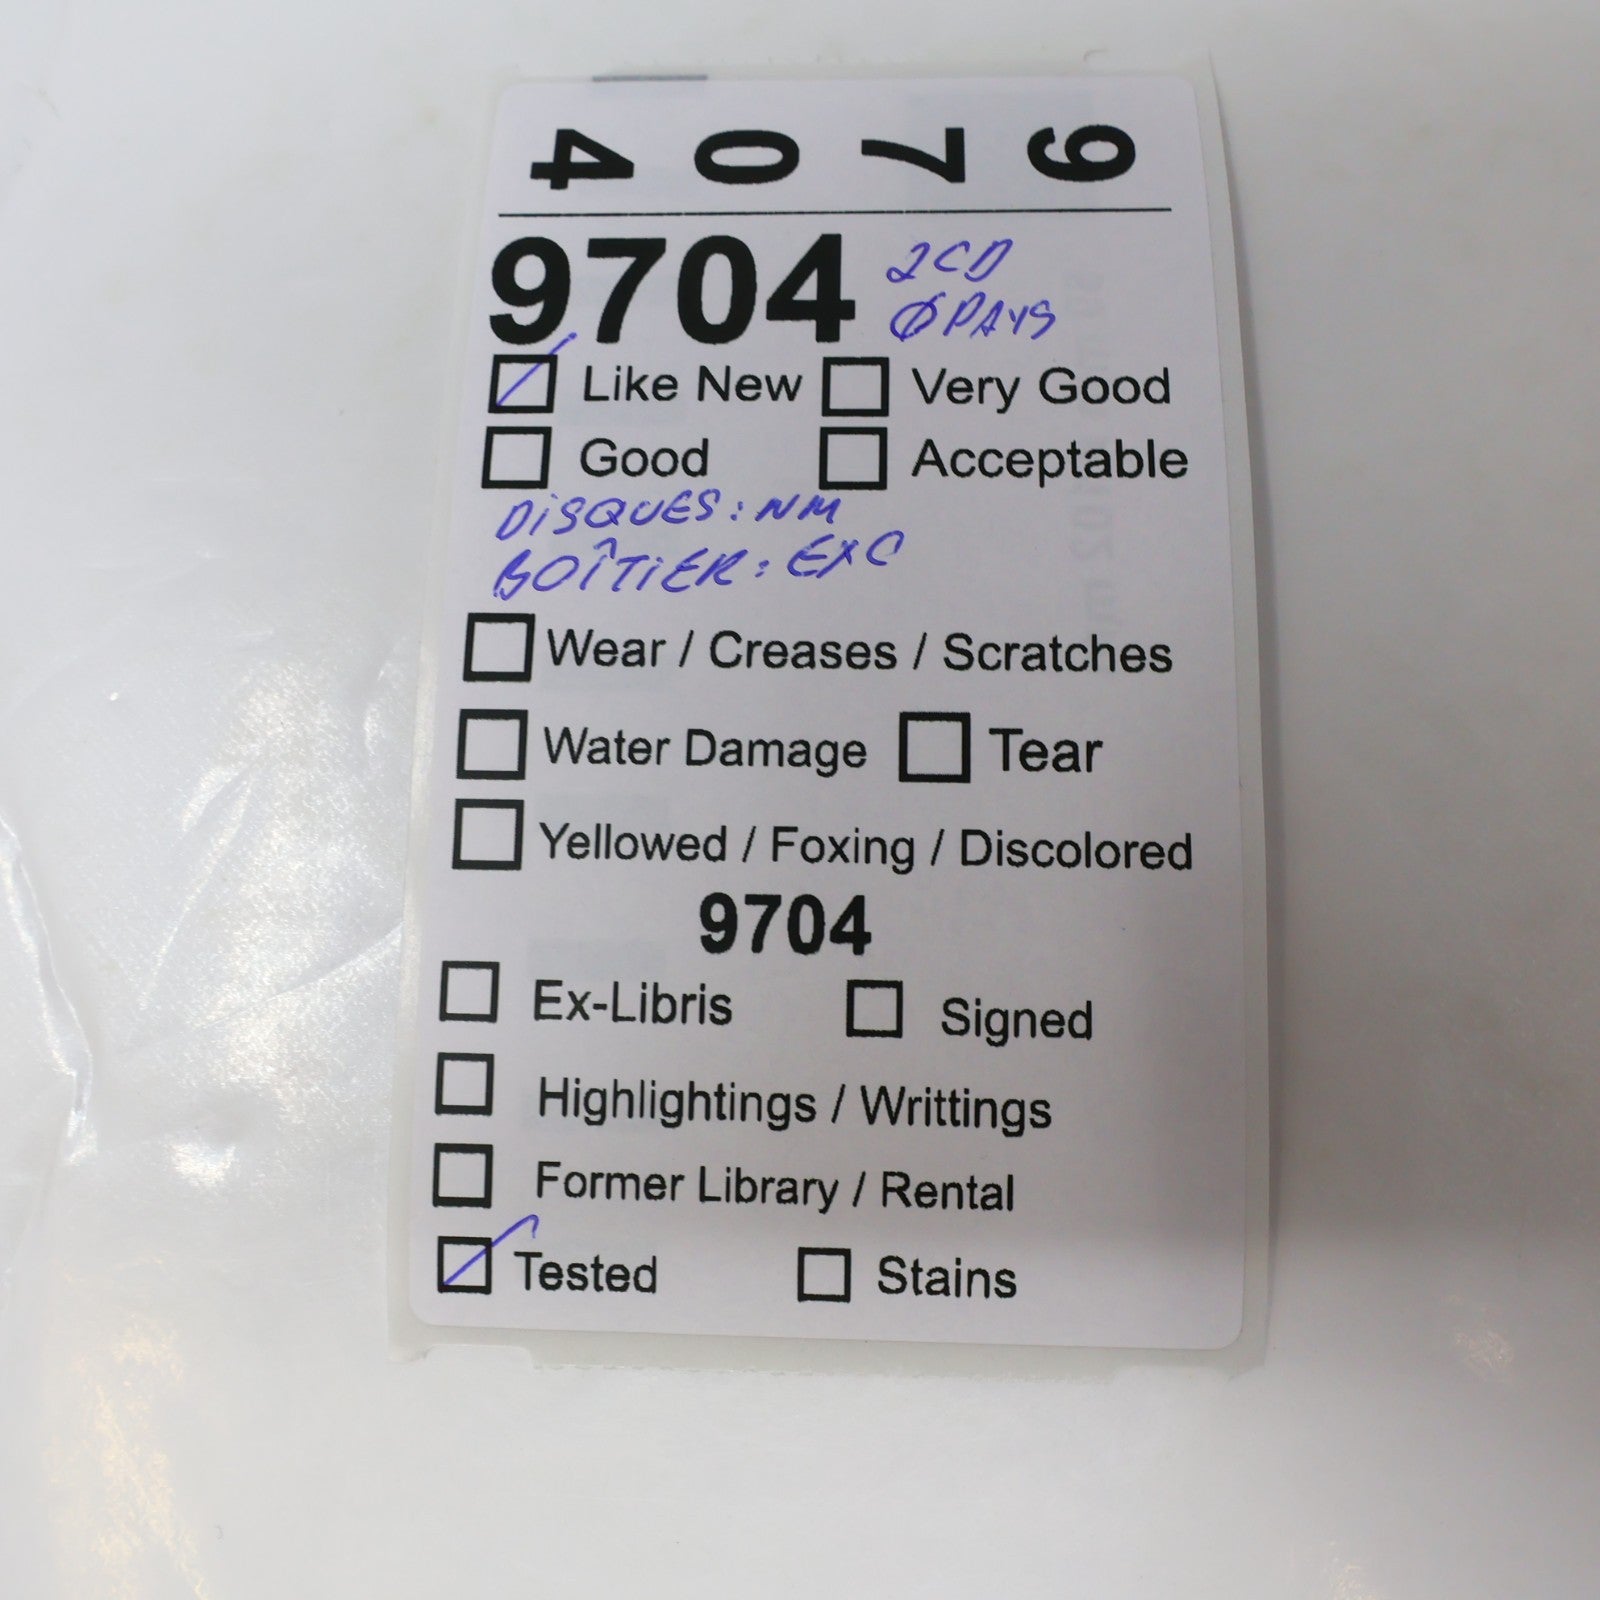 9704
9704 2CD
ØPAYS
Like New Very Good
Good Acceptable
DISQUES: NM
BOÎTIER: EXC
Wear / Creases / Scratches
Water Damage Tear
Yellowed / Foxing / Discolored
9704
Ex-Libris Signed
Highlightings / Writtings
Former Library / Rental
Tested Stains